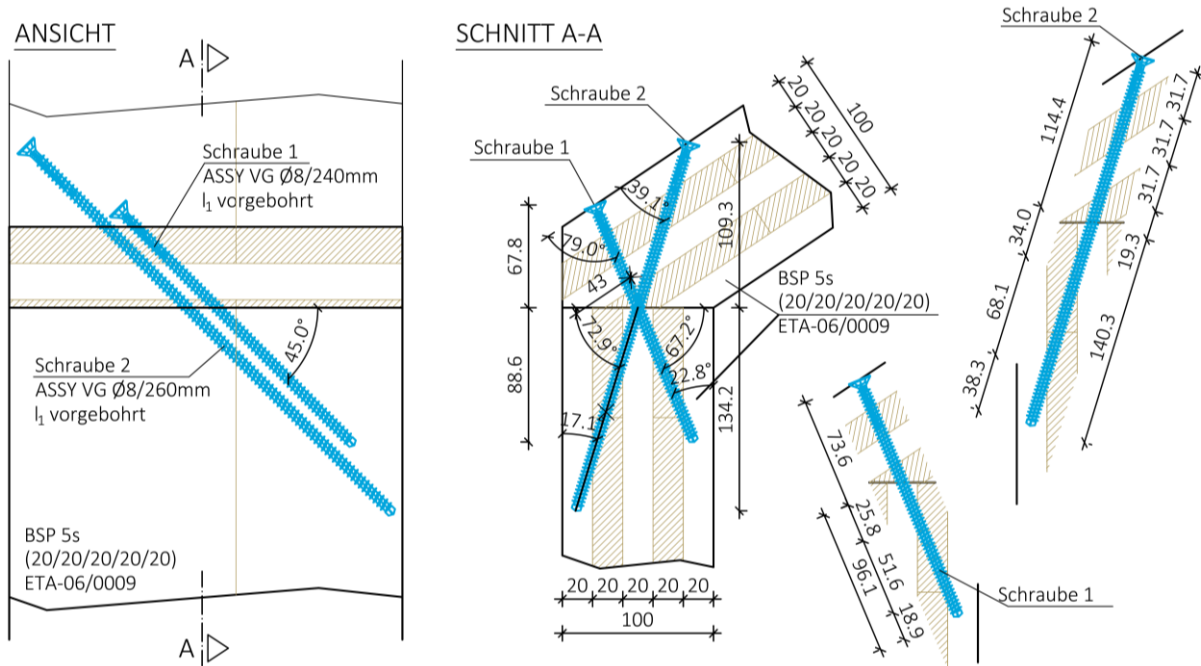 ANSICHT
A
Schraube 1
ASSY VG Ø8/240mm
l₁ vorgebohrt
45.0°
Schraube 2
ASSY VG Ø8/260mm
l₁ vorgebohrt
BSP 5s
(20/20/20/20/20)
ETA-06/0009
A
SCHNITT A-A
Schraube 2
Schraube 1
20
20
20
20
20
100
39.1°
79.0°
43
67.8
109.3
BSP 5s
(20/20/20/20/20)
ETA-06/0009
72.9°
67.2°
22.8°
88.6
134.2
17.1
20
20
20
20
20
100
Schraube 2
114.4
34.0
68.1
38.3
31.7
31.7
31.7
19.3
140.3
73.6
25.8
51.6
18.9
96.1
Schraube 1